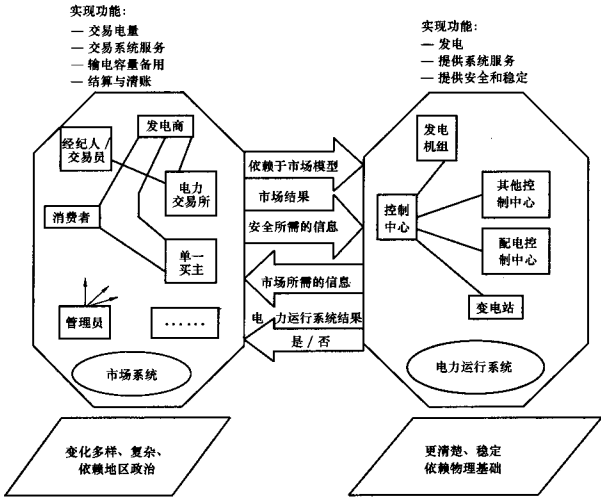 实现功能:
— 交易电量
— 交易系统服务
— 输电容量备用
— 结算与清账
实现功能:
— 发电
— 提供系统服务
— 提供安全和稳定
经纪人/
交易员
发电商
电力
交易所
消费者
单一
买主
管理员
……
市场系统
依赖于市场模型
市场结果
安全所需的信息
市场所需的信息
电 力运行系统结果
是/否
发电
机组
控制
中心
其他控
制中心
配电控
制中心
变电站
电力运行系统
变化多样、复杂、
依赖地区政治
更清楚、稳定
依赖物理基础